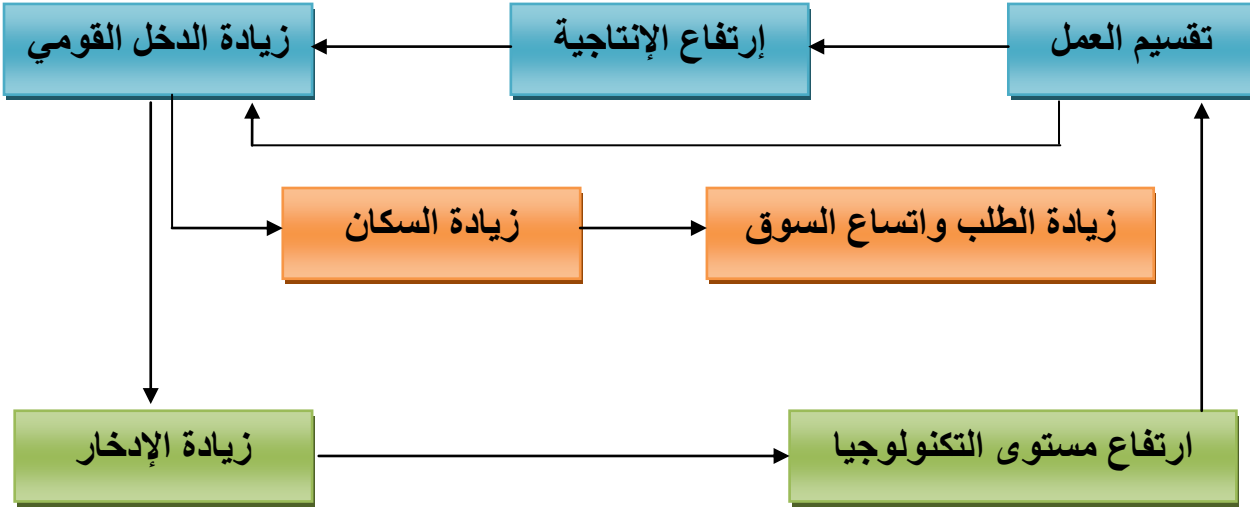 تقسيم العمل
إرتفاع الإنتاجية
زيادة الدخل القومي
زيادة السكان
زيادة الطلب واتساع السوق
زيادة الإدخار
ارتفاع مستوى التكنولوجيا